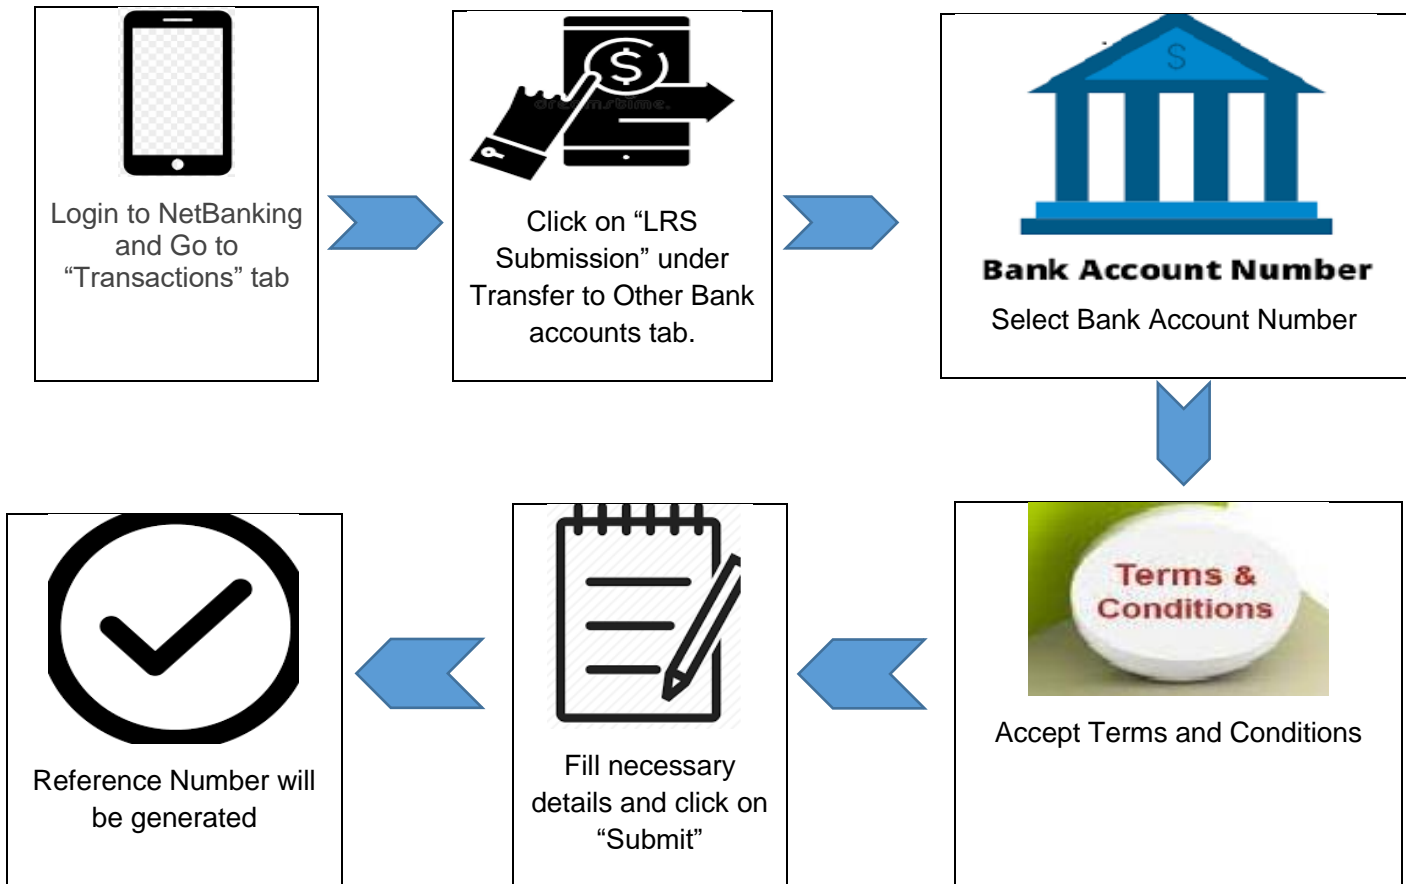 Login to NetBanking
and Go to
“Transactions” tab
dreamstime.
Click on “LRS
Submission” under
Transfer to Other Bank
accounts tab.
S
Bank Account Number
Select Bank Account Number
Terms &
Conditions
Accept Terms and Conditions
Fill necessary
details and click on
“Submit”
Reference Number will
be generated